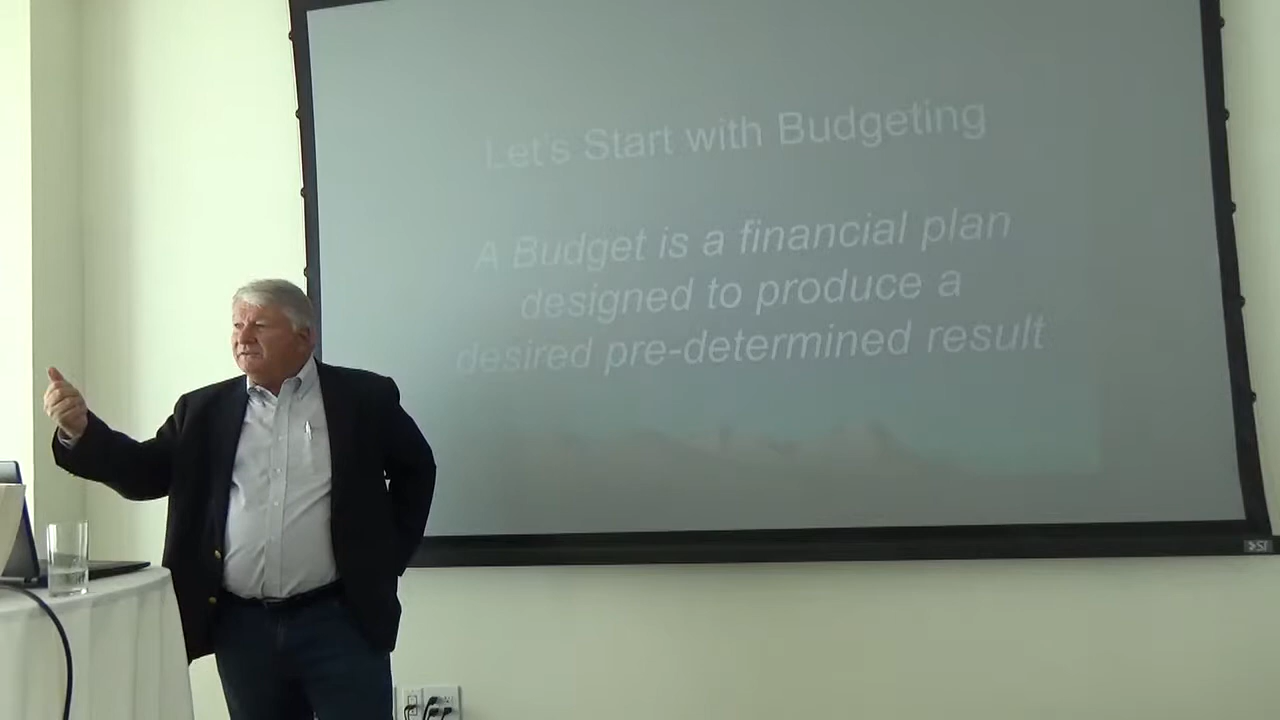 Let's Start with Budgeting
A Budget is a financial plan
designed to produce a
desired pre-determined result